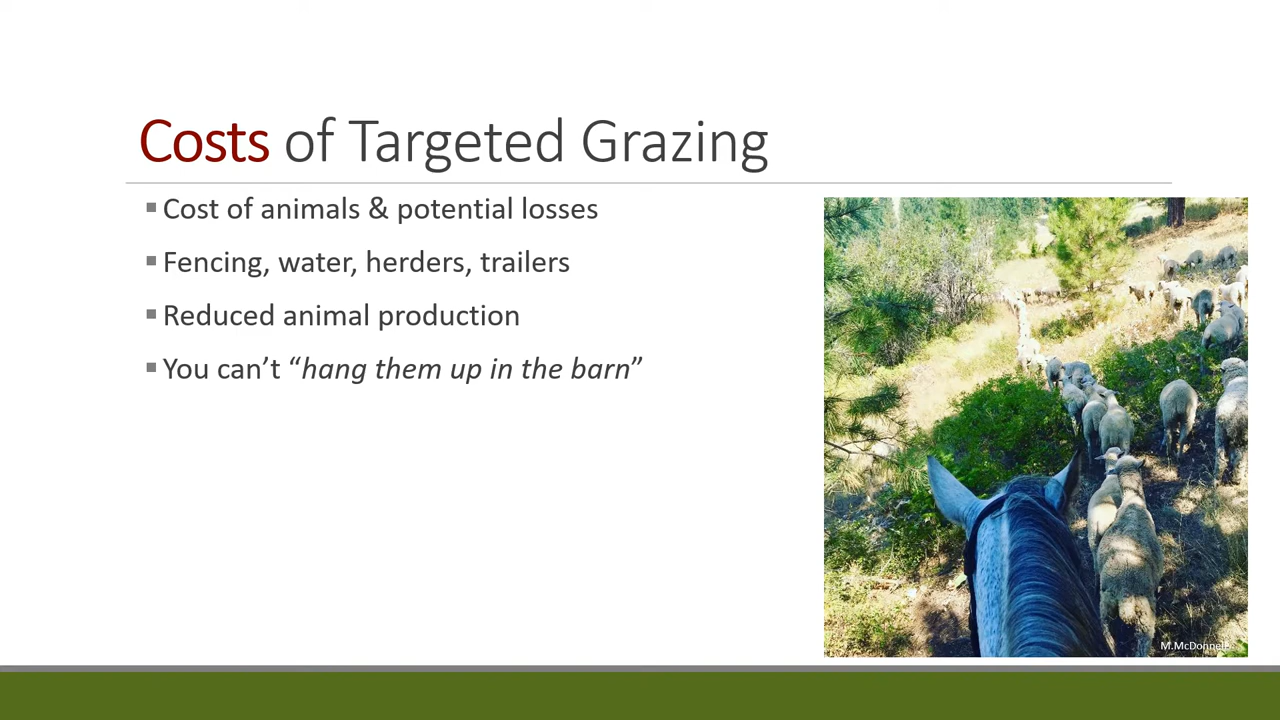 Costs of Targeted Grazing
▪ Cost of animals & potential losses
▪ Fencing, water, herders, trailers
▪ Reduced animal production
▪ You can’t “hang them up in the barn”